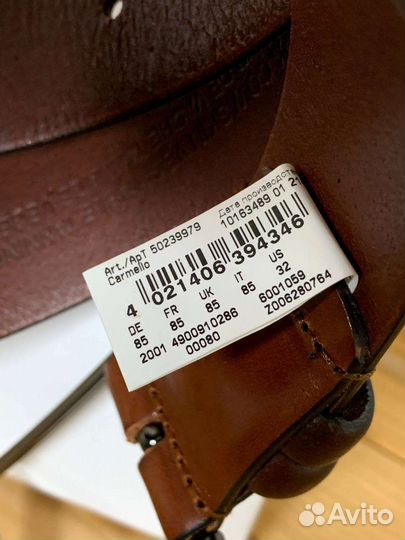 Art./Арт 50239979 Дата производств
Carmello 10163489 01 21
4 021406 394346
DE FR UK IT US
85 85 85 85 32
2001 4900910286 6001059
00080 Z006280764
Avito